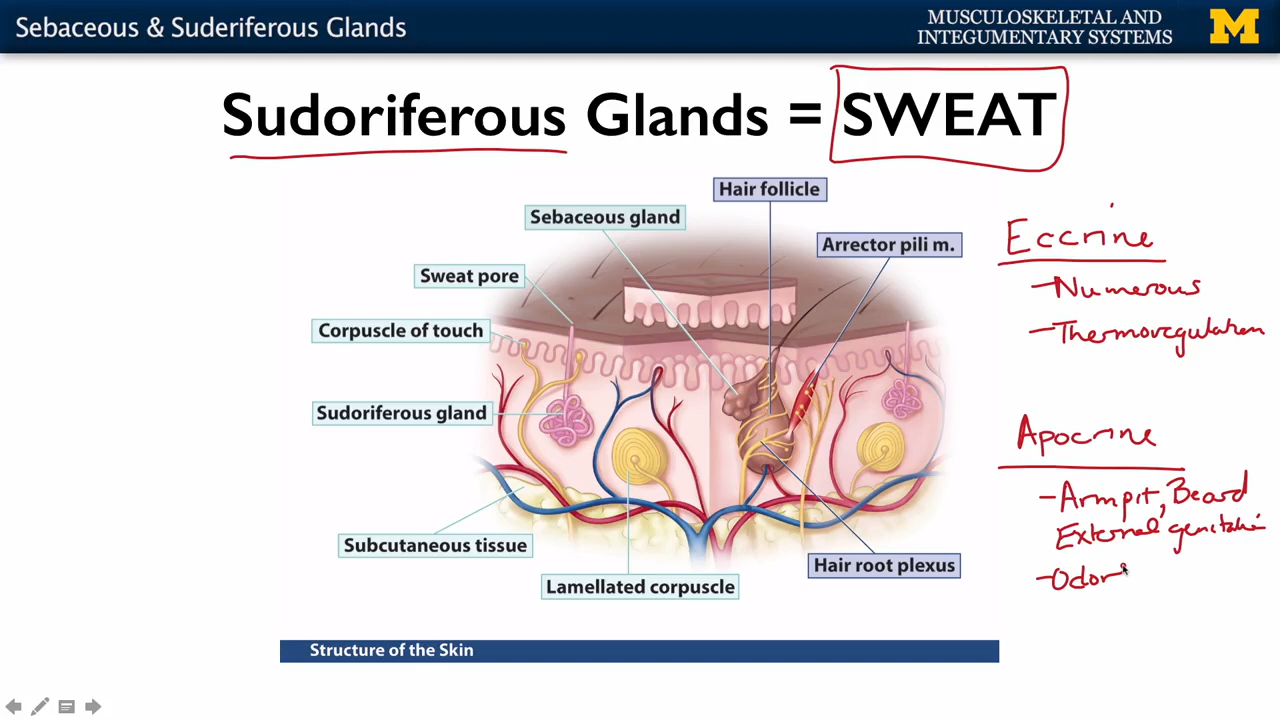 Sebaceous & Suderiferous Glands
MUSCULOSKELETAL AND
INTEGUMENTARY SYSTEMS
M
Sudoriferous Glands = SWEAT
Hair follicle
Sebaceous gland
Arrector pili m.
Sweat pore
Corpuscle of touch
Sudoriferous gland
Subcutaneous tissue
Lamellated corpuscle
Hair root plexus
Eccrine
- Numerous
- Thermoregulation
Apocrine
- Armpit, Beard
External genitalia
- Odor
Structure of the Skin